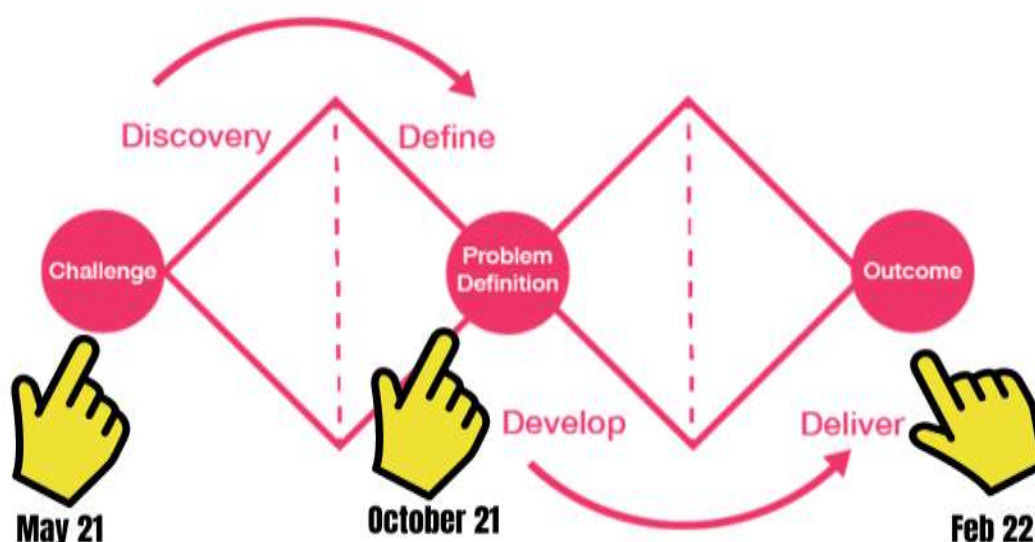 Discovery
Define
Challenge
Problem
Definition
Outcome
Develop
Deliver
May 21
October 21
Feb 22